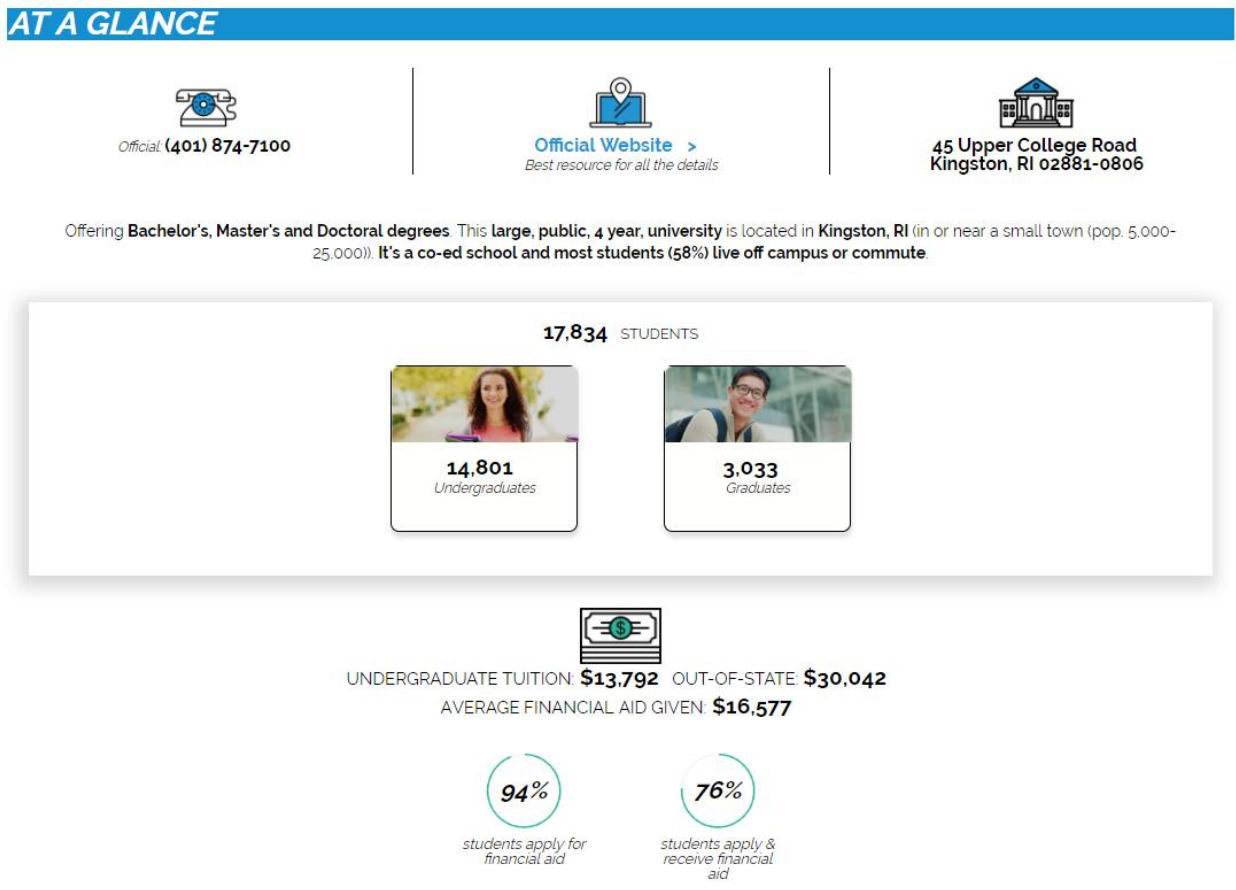 AT A GLANCE
Official: (401) 874-7100
Official Website >
Best resource for all the details
45 Upper College Road
Kingston, RI 02881-0806
Offering Bachelor's, Master's and Doctoral degrees. This large, public, 4 year, university is located in Kingston, RI (in or near a small town (pop. 5,000-
25,000)). It's a co-ed school and most students (58%) live off campus or commute.
17,834 STUDENTS
14,801
Undergraduates
3,033
Graduates
$
UNDERGRADUATE TUITION: $13,792 OUT-OF-STATE: $30,042
AVERAGE FINANCIAL AID GIVEN: $16,577
94%
students apply for
financial aid
76%
students apply &
receive financial
aid